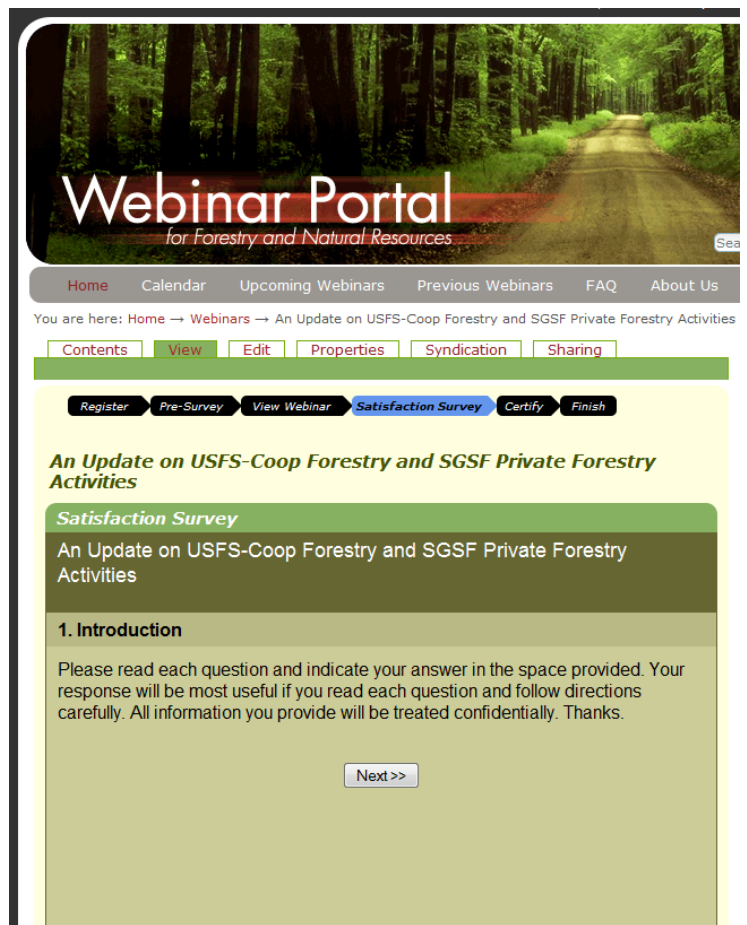 Webinar Portal
for Forestry and Natural Resources
Home Calendar Upcoming Webinars Previous Webinars FAQ About Us
You are here: Home → Webinars → An Update on USFS-Coop Forestry and SGSF Private Forestry Activities
Contents View Edit Properties Syndication Sharing
Register Pre-Survey View Webinar Satisfaction Survey Certify Finish
An Update on USFS-Coop Forestry and SGSF Private Forestry
Activities
Satisfaction Survey
An Update on USFS-Coop Forestry and SGSF Private Forestry
Activities
1. Introduction
Please read each question and indicate your answer in the space provided. Your
response will be most useful if you read each question and follow directions
carefully. All information you provide will be treated confidentially. Thanks.
Next >>